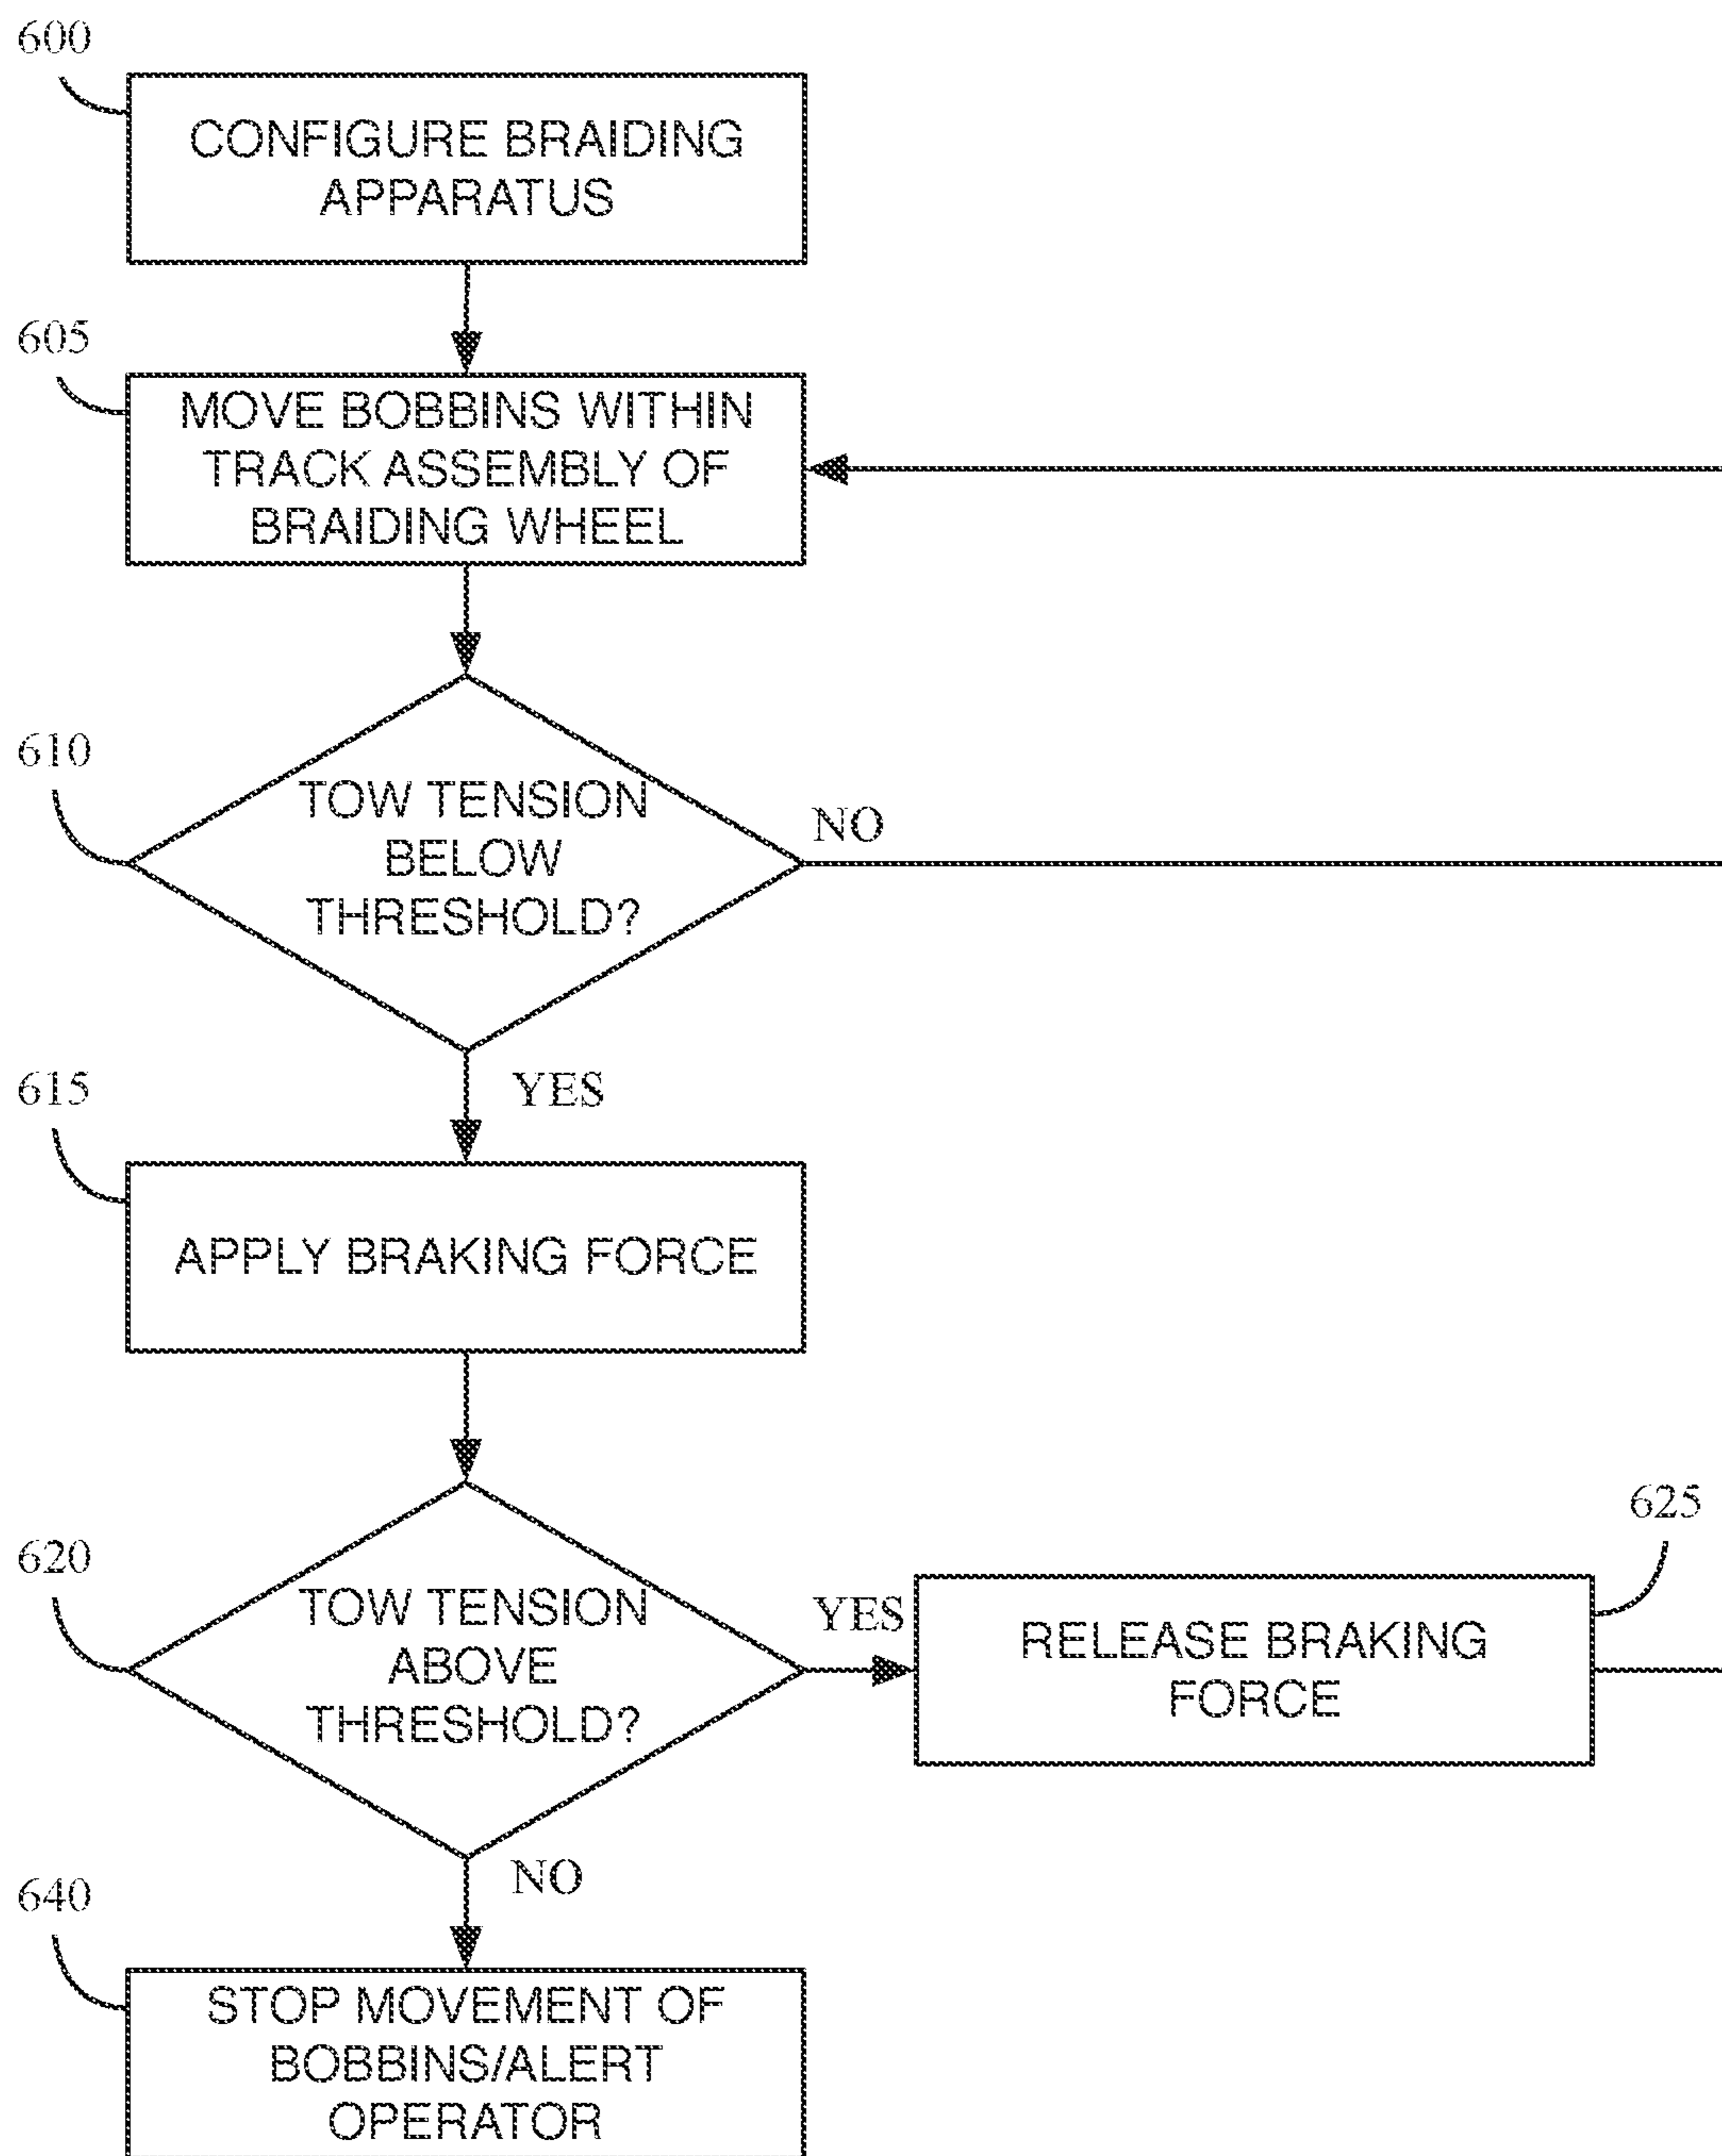 600
CONFIGURE BRAIDING
APPARATUS
605
MOVE BOBBINS WITHIN
TRACK ASSEMBLY OF
BRAIDING WHEEL
610
TOW TENSION
BELOW
THRESHOLD?
NO
YES
615
APPLY BRAKING FORCE
620
TOW TENSION
ABOVE
THRESHOLD?
YES
625
RELEASE BRAKING
FORCE
NO
640
STOP MOVEMENT OF
BOBBINS/ALERT
OPERATOR